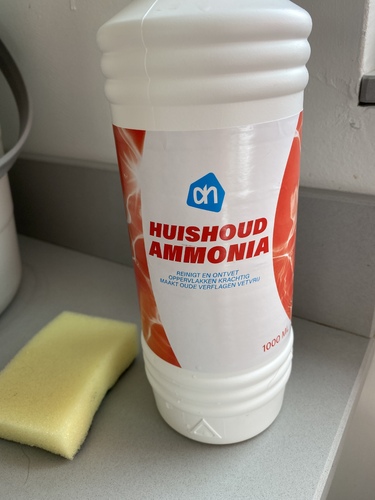 ah
HUISHOUD
AMMONIA
REINIGT EN ONTVET
OPPERVLAKKEN KRACHTIG
MAAKT OUDE VERFLAGEN VETVRIJ
1000 ML